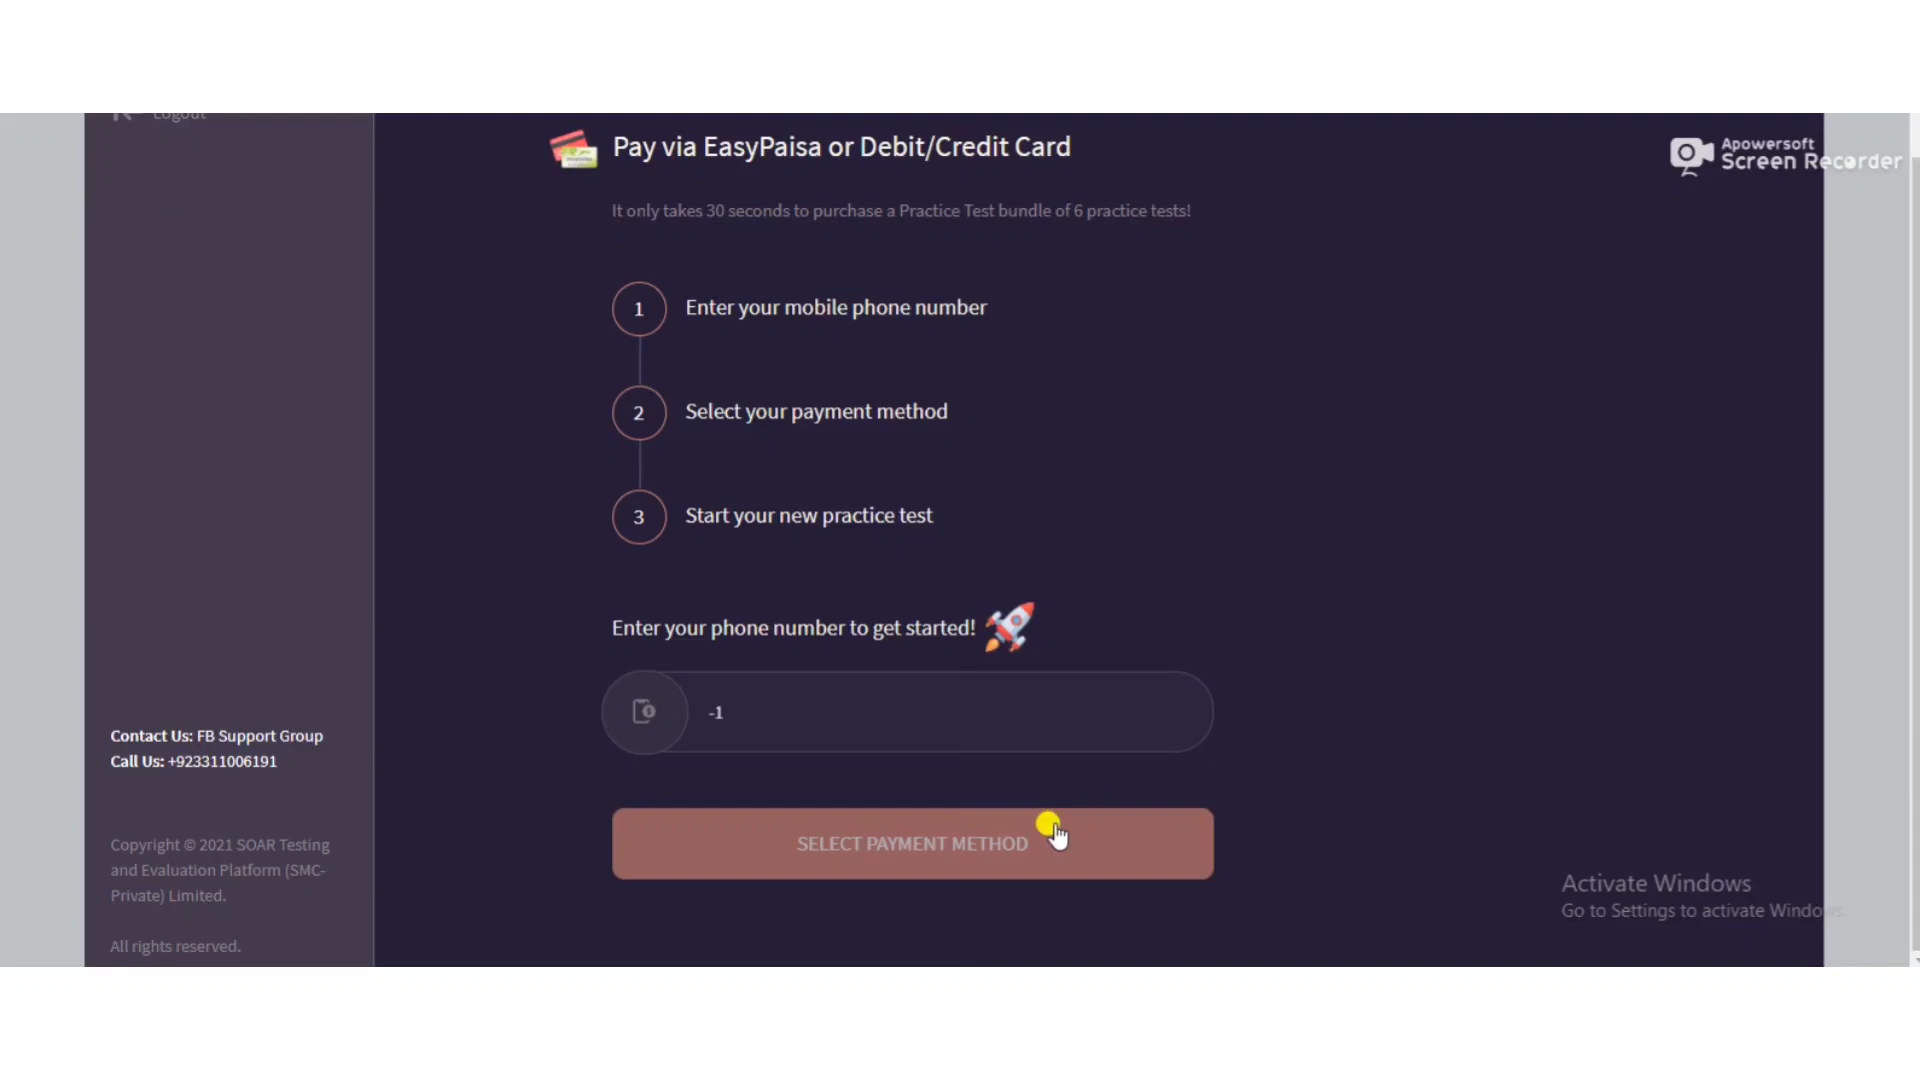 Logout
Pay via EasyPaisa or Debit/Credit Card
Apowersoft
Screen Recorder
It only takes 30 seconds to purchase a Practice Test bundle of 6 practice tests!
1 Enter your mobile phone number
2 Select your payment method
3 Start your new practice test
Enter your phone number to get started!
-1
SELECT PAYMENT METHOD
Contact Us: FB Support Group
Call Us: +923311006191
Copyright © 2021 SOAR Testing
and Evaluation Platform (SMC-
Private) Limited.
All rights reserved.
Activate Windows
Go to Settings to activate Windows.